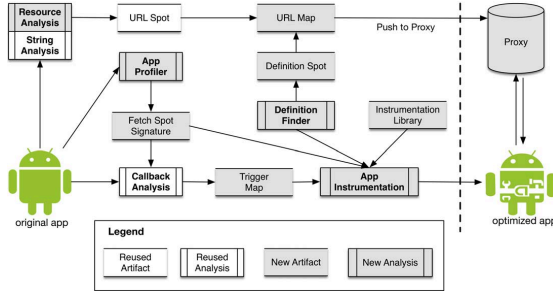 Resource
Analysis
String
Analysis
URL Spot
URL Map
Push to Proxy
Proxy
App
Profiler
Definition Spot
Fetch Spot
Signature
Definition
Finder
Instrumentation
Library
Callback
Analysis
Trigger
Map
App
Instrumentation
original app
optimized app
Legend
Reused
Artifact
Reused
Analysis
New Artifact
New Analysis